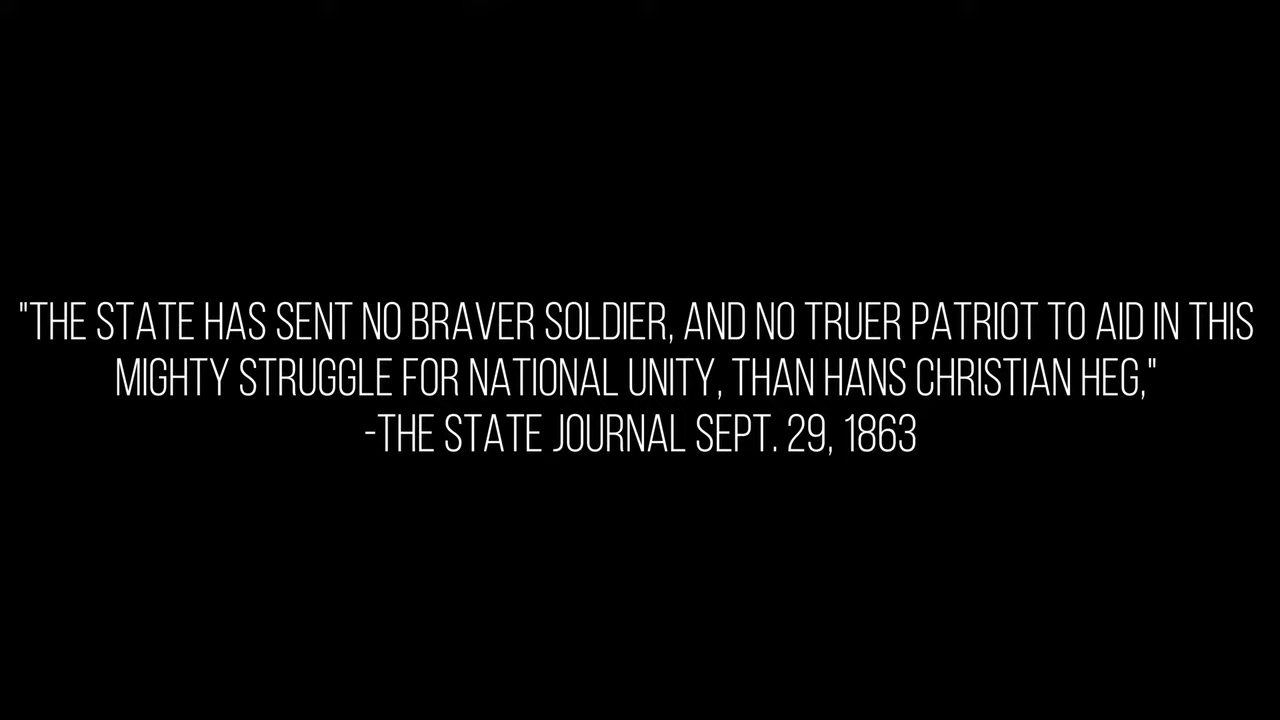 "THE STATE HAS SENT NO BRAVER SOLDIER, AND NO TRUER PATRIOT TO AID IN THIS
MIGHTY STRUGGLE FOR NATIONAL UNITY, THAN HANS CHRISTIAN HEG,"
-THE STATE JOURNAL SEPT. 29, 1863